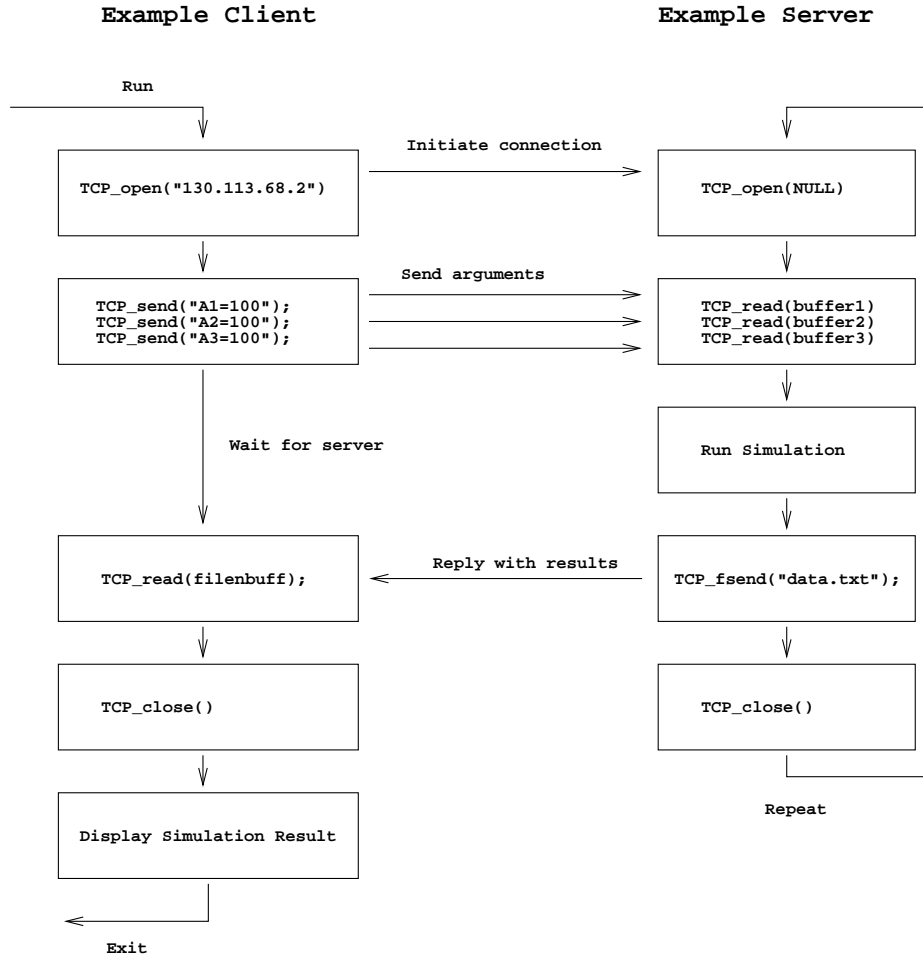 Example Client
Example Server
Run
Initiate connection
TCP_open("130.113.68.2")
TCP_open(NULL)
Send arguments
TCP_send("A1=100");
TCP_send("A2=100");
TCP_send("A3=100");
TCP_read(buffer1)
TCP_read(buffer2)
TCP_read(buffer3)
Wait for server
Run Simulation
Reply with results
TCP_read(filenbuff);
TCP_fsend("data.txt");
TCP_close()
TCP_close()
Repeat
Display Simulation Result
Exit